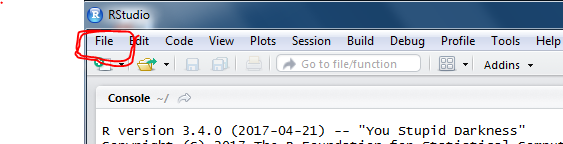 RStudio
File Edit Code View Plots Session Build Debug Profile Tools Help
Go to file/function Addins
Console ~/
R version 3.4.0 (2017-04-21) -- "You Stupid Darkness"
Copyright (C) 2017 The R Foundation for Statistical Comput